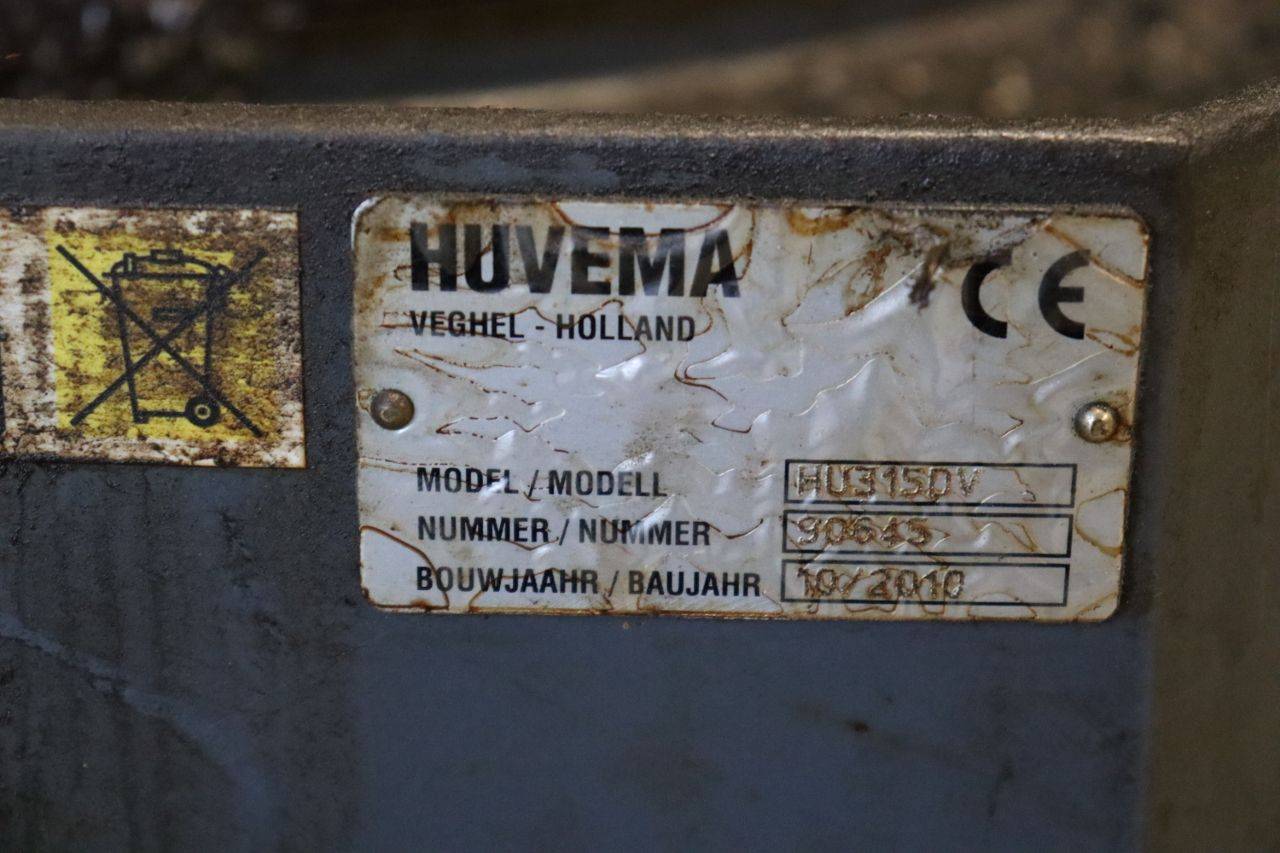 HUVEMA
CE
VEGHEL - HOLLAND
MODEL / MODELL HU315DV
NUMMER / NUMMER 90645
BOUWJAAHR / BAUJAHR 10/2010